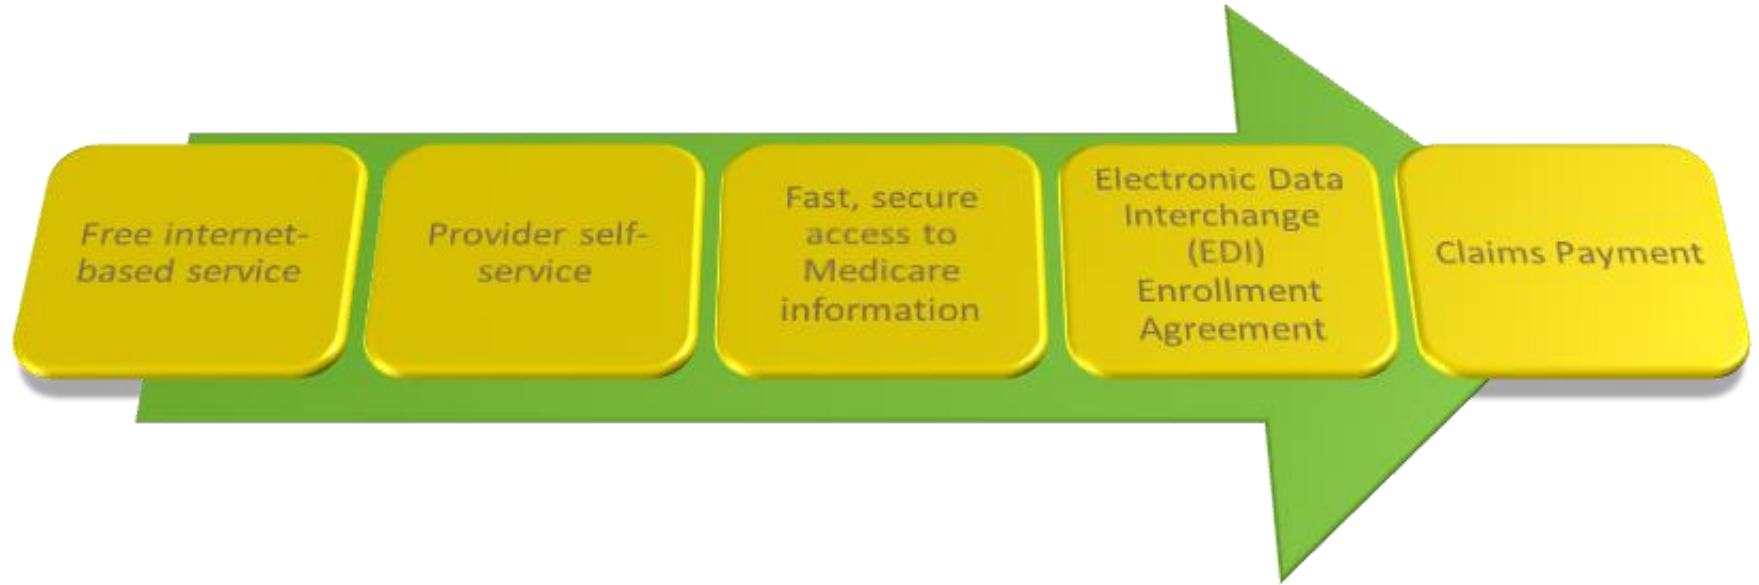 Free internet-
based service
Provider self-
service
Fast, secure
access to
Medicare
information
Electronic Data
Interchange
(EDI)
Enrollment
Agreement
Claims Payment